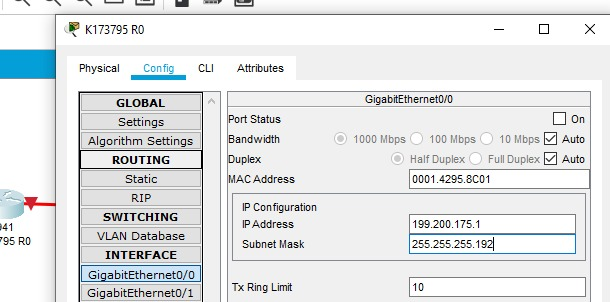 K173795 R0
Physical Config CLI Attributes
GLOBAL
Settings
Algorithm Settings
ROUTING
Static
RIP
SWITCHING
VLAN Database
INTERFACE
GigabitEthernet0/0
GigabitEthernet0/1
GigabitEthernet0/0
Port Status On
Bandwidth 1000 Mbps 100 Mbps 10 Mbps Auto
Duplex Half Duplex Full Duplex Auto
MAC Address 0001.4295.8C01
IP Configuration
IP Address 199.200.175.1
Subnet Mask 255.255.255.192
Tx Ring Limit 10
941
795 R0